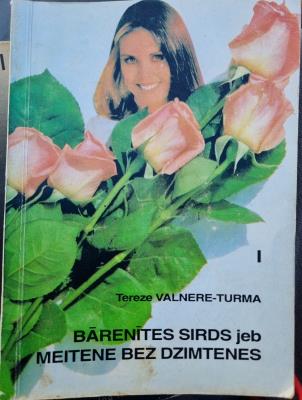 I
Tereze VALNERE-TURMA
BĀRENĪTES SIRDS jeb
MEITENE BEZ DZIMTENES